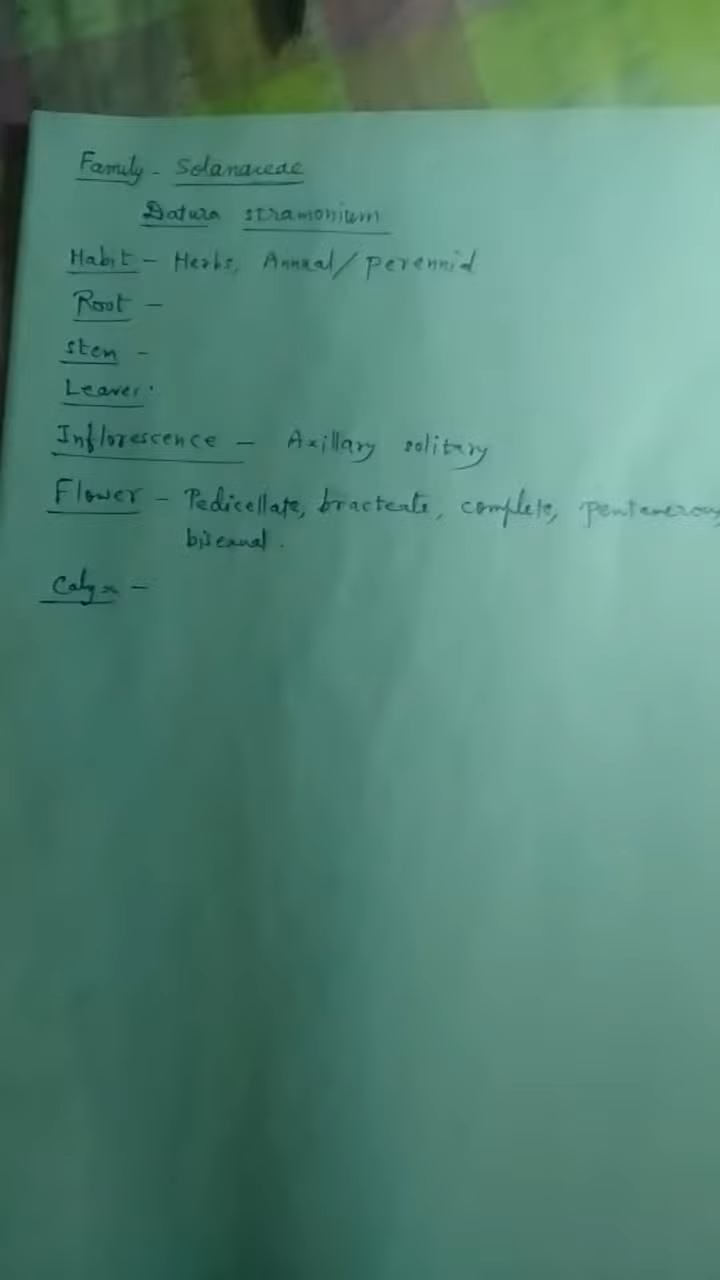 Family - Solanaceae
Datura stramonium
Habit - Herbs, Annual/perennial
Root -
Stem -
Leaves.
Inflorescence - Axillary solitary
Flower - Pedicellate, bracteate, complete, pentamerous,
bisexual.
Calyx -